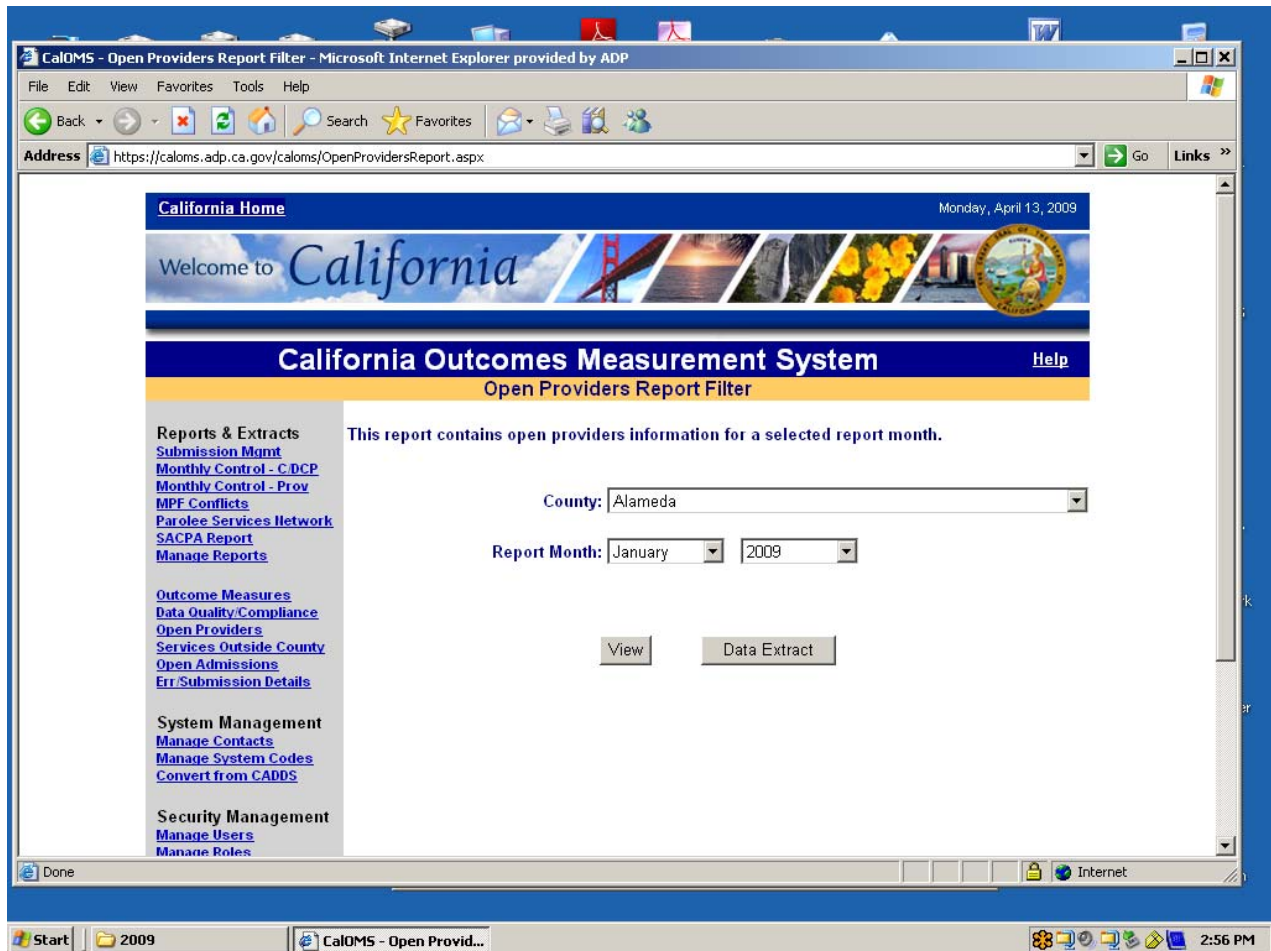 CalOMS - Open Providers Report Filter - Microsoft Internet Explorer provided by ADP
File Edit View Favorites Tools Help
Back Search Favorites
Address https://caloms.adp.ca.gov/caloms/OpenProvidersReport.aspx Go Links »
California Home Monday, April 13, 2009
Welcome to California
California Outcomes Measurement System Help
Open Providers Report Filter
Reports & Extracts
Submission Mgmt
Monthly Control - C/DCP
Monthly Control - Prov
MPF Conflicts
Parolee Services Network
SACPA Report
Manage Reports
Outcome Measures
Data Quality/Compliance
Open Providers
Services Outside County
Open Admissions
Err/Submission Details
System Management
Manage Contacts
Manage System Codes
Convert from CADDS
Security Management
Manage Users
Manage Roles
This report contains open providers information for a selected report month.
County: Alameda
Report Month: January 2009
View Data Extract
Done Internet
Start 2009 CalOMS - Open Provid... 2:56 PM